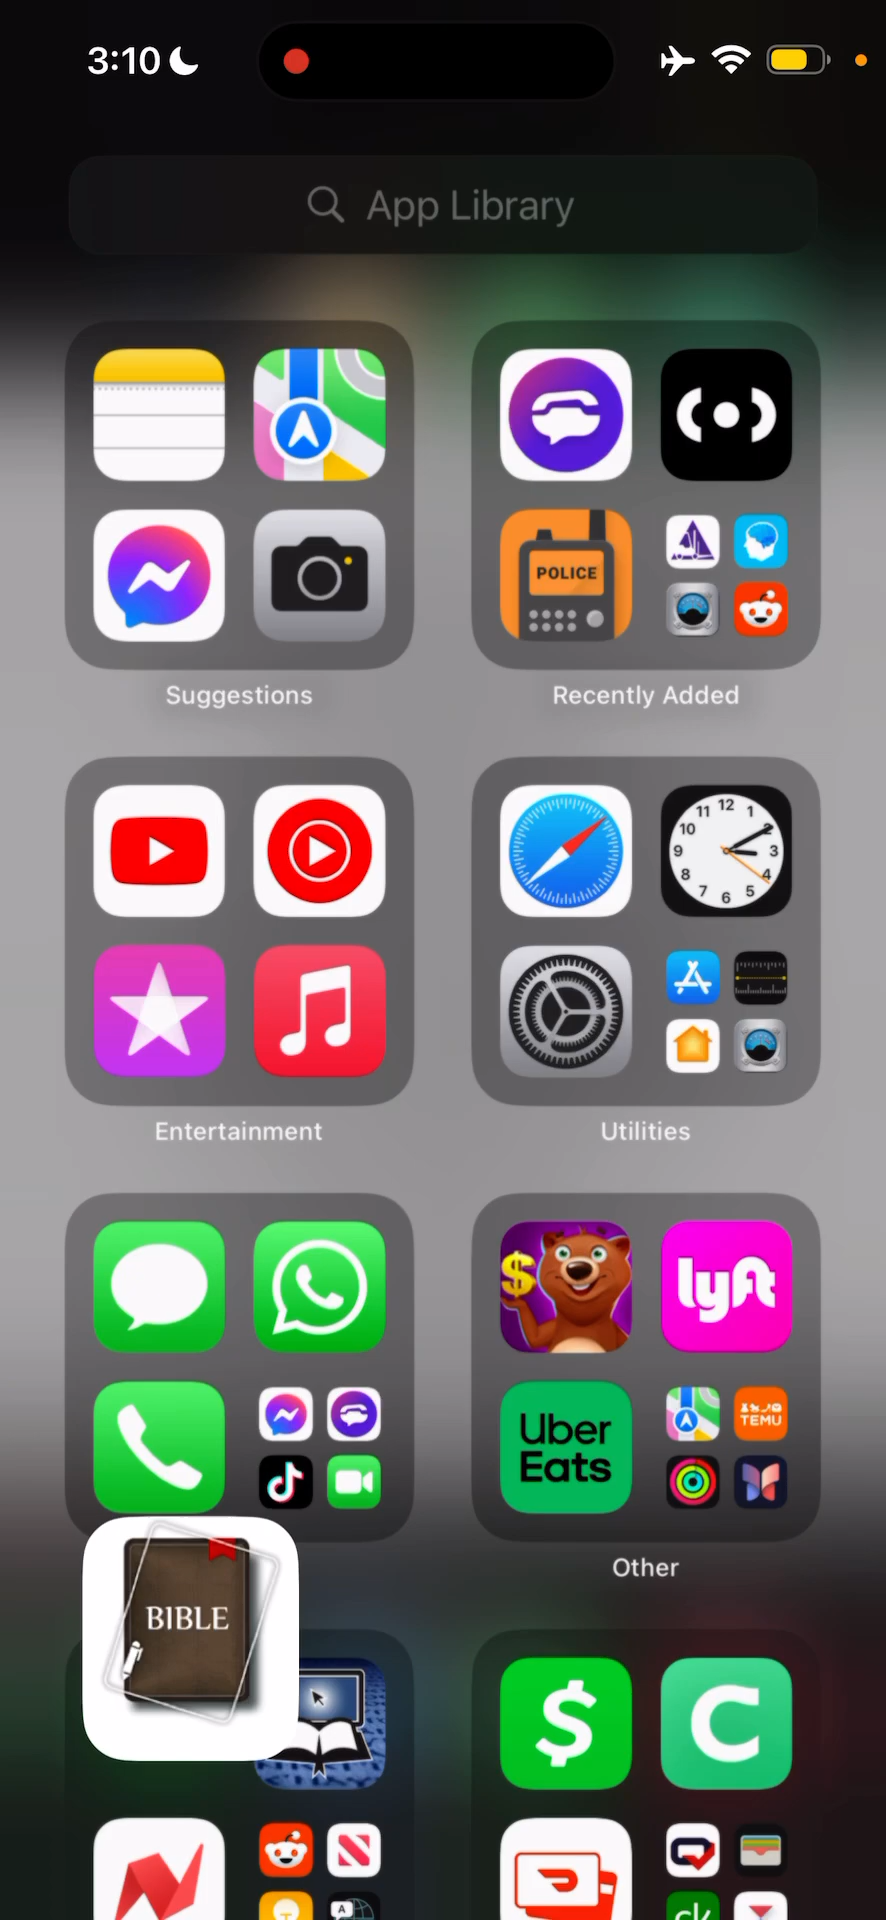 3:10
App Library
POLICE
Suggestions
Recently Added
11 12 1
10 2
9 3
8 4
7 6 5
Entertainment
Utilities
$
lyft
Uber
Eats
TEMU
Other
BIBLE
$
C
A
ck